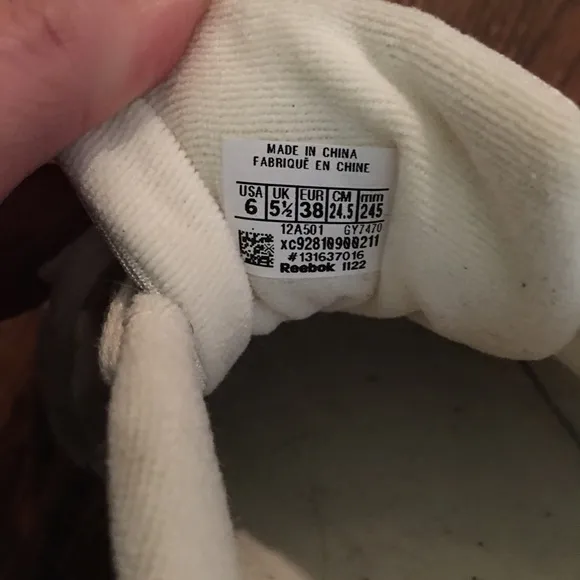 MADE IN CHINA
FABRIQUÉ EN CHINE
USA UK EUR CM mm
6 5½ 38 24.5 245
12A501 GY7470
xc92810900211
#131637016
Reebok 1122